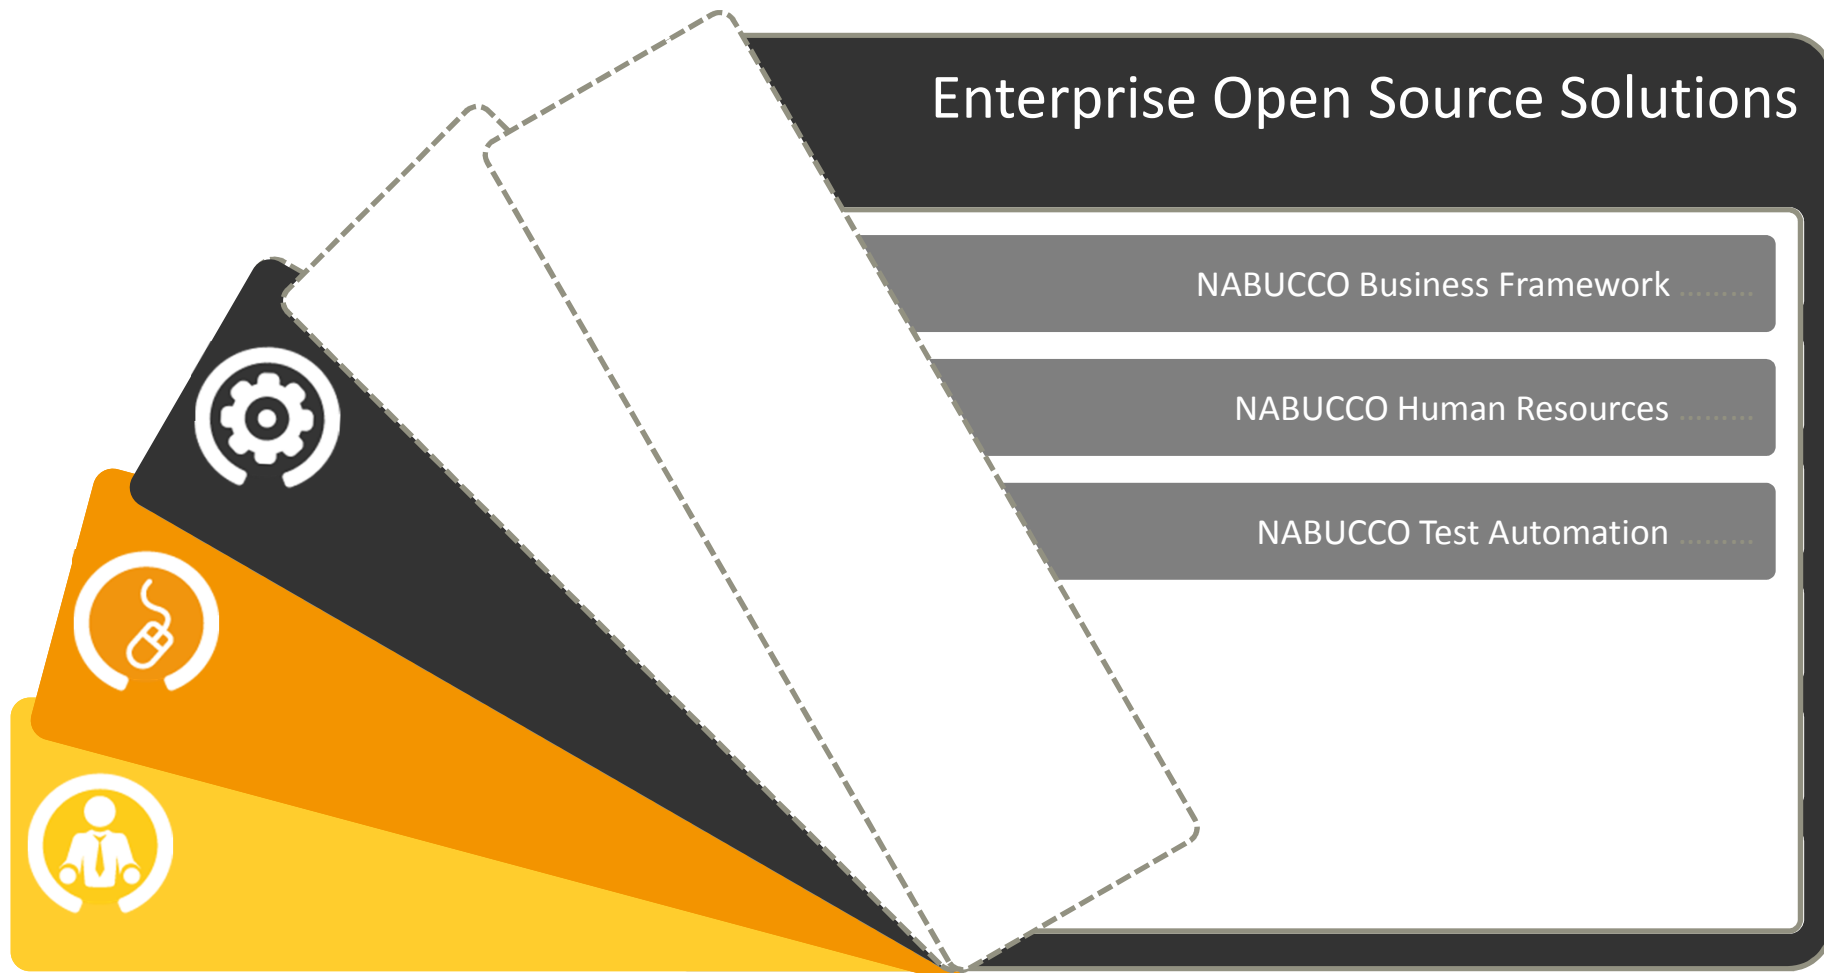 Enterprise Open Source Solutions
NABUCCO Business Framework .........
NABUCCO Human Resources .........
NABUCCO Test Automation .........